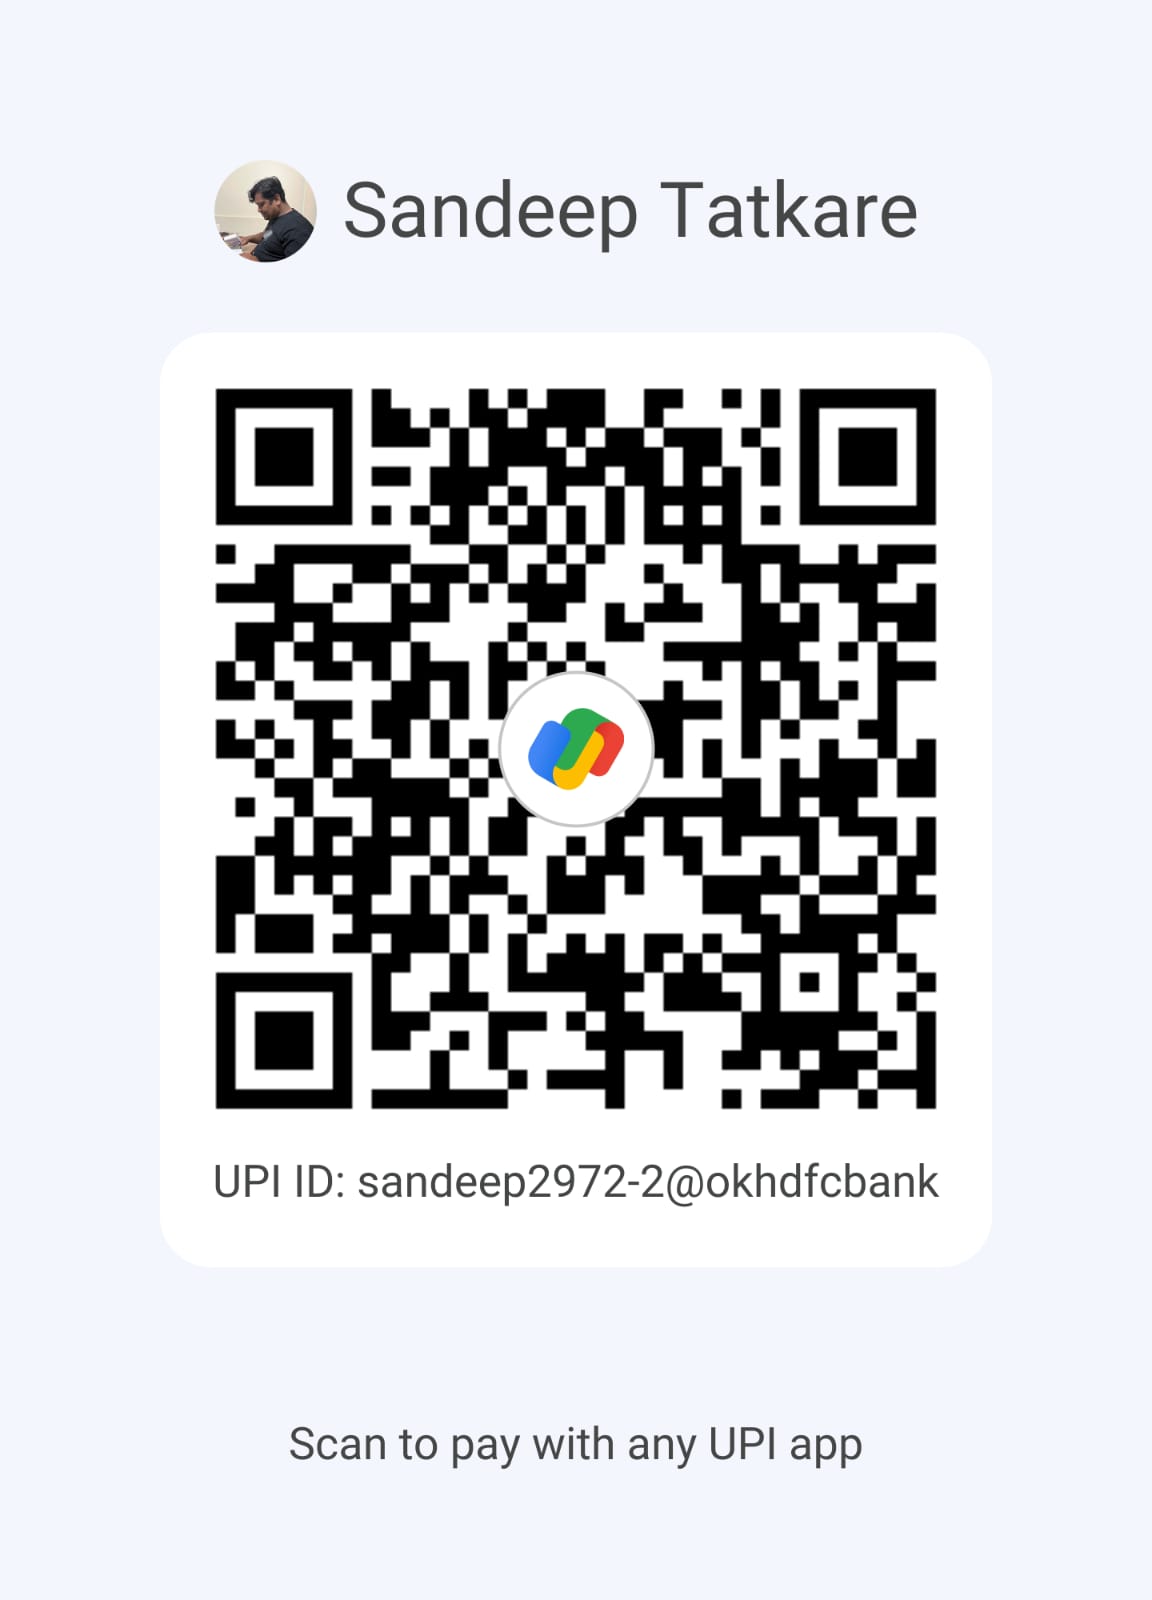 Sandeep Tatkare
UPI ID: sandeep2972-2@okhdfcbank
Scan to pay with any UPI app